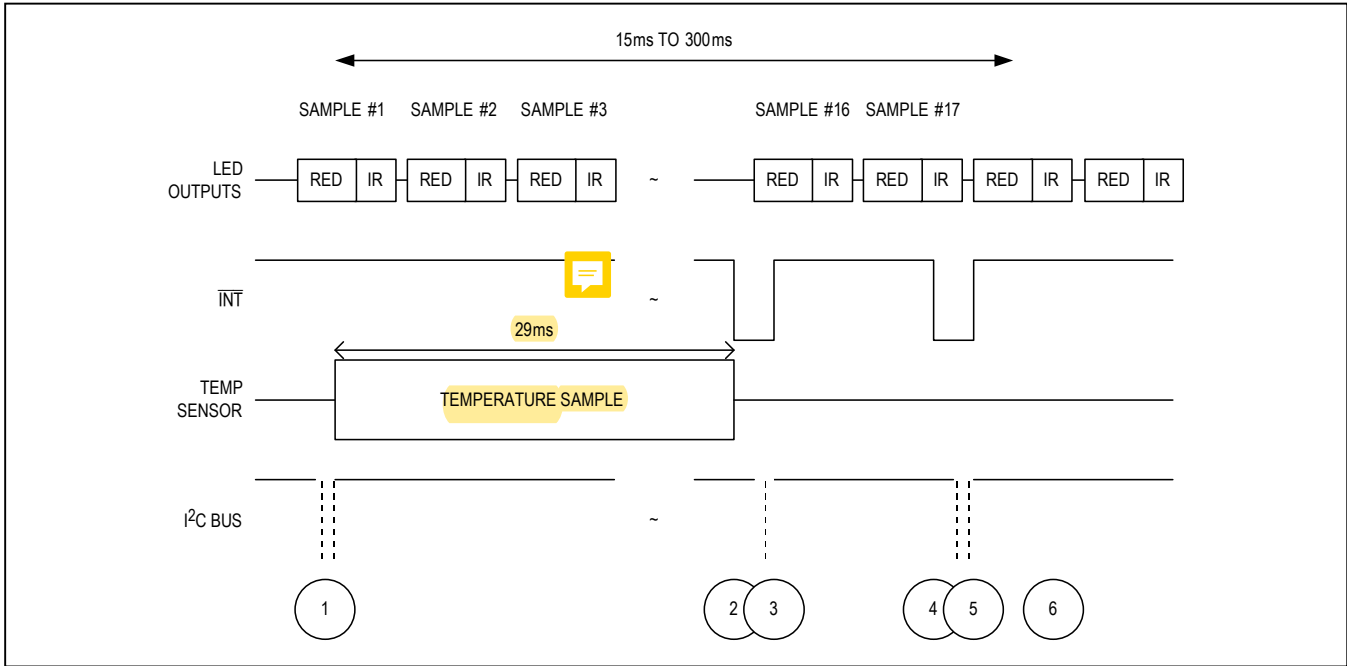 15ms TO 300ms
SAMPLE #1 SAMPLE #2 SAMPLE #3 SAMPLE #16 SAMPLE #17
LED
OUTPUTS
RED IR RED IR RED IR ~ RED IR RED IR RED IR RED IR
INT
~
29ms
TEMP
SENSOR
TEMPERATURE SAMPLE
I²C BUS
~
1 2 3 4 5 6